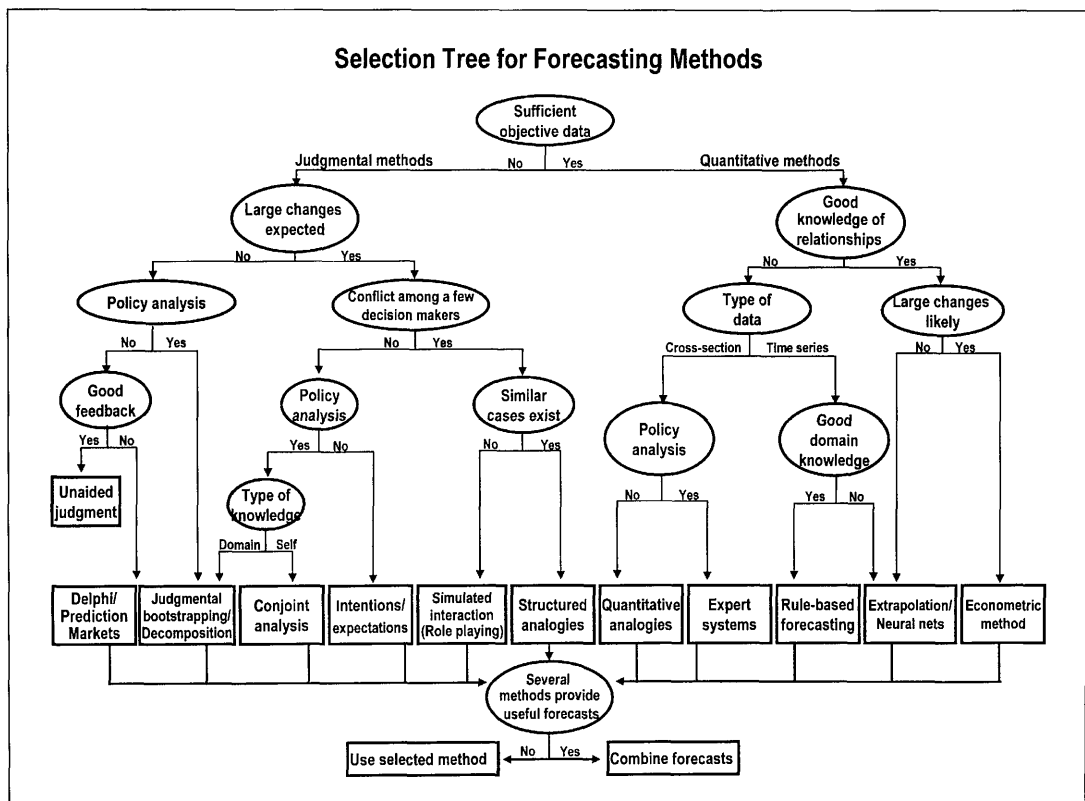 Selection Tree for Forecasting Methods
Sufficient
objective data
Judgmental methods
No
Yes
Quantitative methods
Large changes
expected
Good
knowledge of
relationships
No
Yes
No
Yes
Policy analysis
Conflict among a few
decision makers
Type of
data
Large changes
likely
No
Yes
No
Yes
Cross-section
Time series
No
Yes
Good
feedback
Policy
analysis
Similar
cases exist
Policy
analysis
Good
domain
knowledge
Yes
No
Yes
No
No
Yes
No
Yes
Yes
No
Unaided
judgment
Type of
knowledge
Domain
Self
Delphi/
Prediction
Markets
Judgmental
bootstrapping/
Decomposition
Conjoint
analysis
Intentions/
expectations
Simulated
interaction
(Role playing)
Structured
analogies
Quantitative
analogies
Expert
systems
Rule-based
forecasting
Extrapolation/
Neural nets
Econometric
method
Several
methods provide
useful forecasts
No
Yes
Use selected method
Combine forecasts